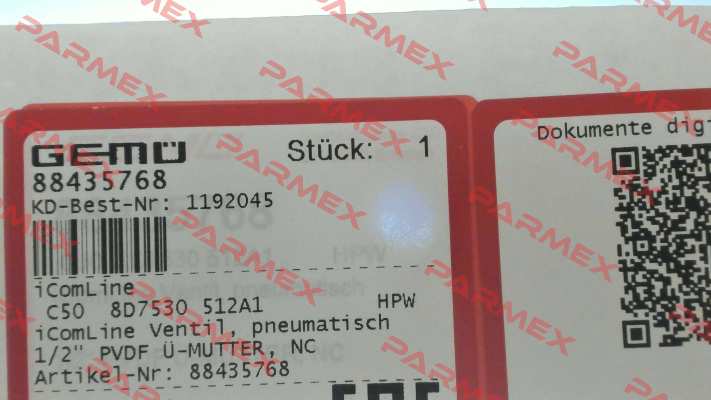 GEMÜ Stück: 1
88435768
KD-Best-Nr: 1192045
iComLine
C50 8D7530 512A1 HPW
iComLine Ventil, pneumatisch
1/2" PVDF Ü-MUTTER, NC
Artikel-Nr: 88435768
Dokumente digi
PARMEX